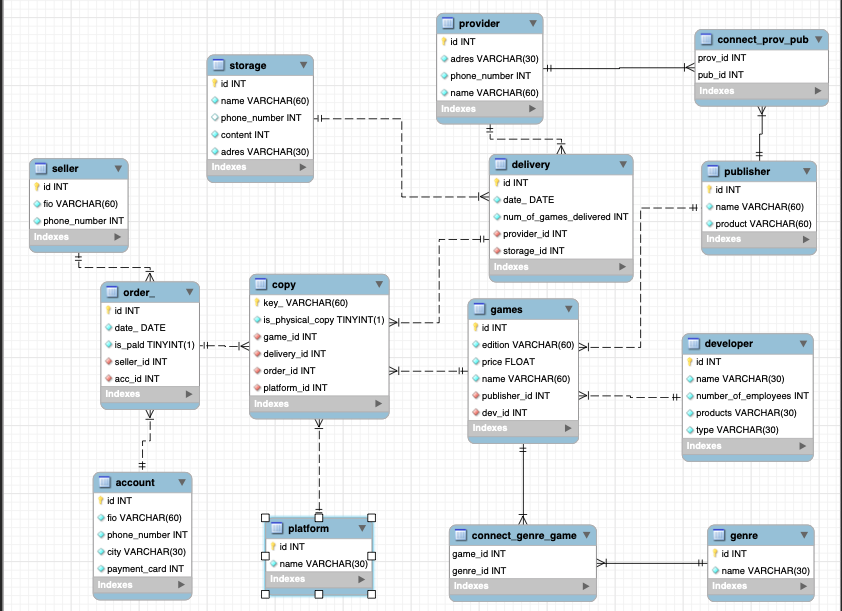 provider
id INT
adres VARCHAR(30)
phone_number INT
name VARCHAR(60)
Indexes
connect_prov_pub
prov_id INT
pub_id INT
Indexes
storage
id INT
name VARCHAR(60)
phone_number INT
content INT
adres VARCHAR(30)
Indexes
seller
id INT
fio VARCHAR(60)
phone_number INT
Indexes
delivery
id INT
date_ DATE
num_of_games_delivered INT
provider_id INT
storage_id INT
Indexes
publisher
id INT
name VARCHAR(60)
product VARCHAR(60)
Indexes
order_
id INT
date_ DATE
is_paid TINYINT(1)
seller_id INT
acc_id INT
Indexes
copy
key_ VARCHAR(60)
is_physical_copy TINYINT(1)
game_id INT
delivery_id INT
order_id INT
platform_id INT
Indexes
games
id INT
edition VARCHAR(60)
price FLOAT
name VARCHAR(60)
publisher_id INT
dev_id INT
Indexes
developer
id INT
name VARCHAR(30)
number_of_employees INT
products VARCHAR(30)
type VARCHAR(30)
Indexes
account
id INT
fio VARCHAR(60)
phone_number INT
city VARCHAR(30)
payment_card INT
Indexes
platform
id INT
name VARCHAR(30)
Indexes
connect_genre_game
game_id INT
genre_id INT
Indexes
genre
id INT
name VARCHAR(30)
Indexes